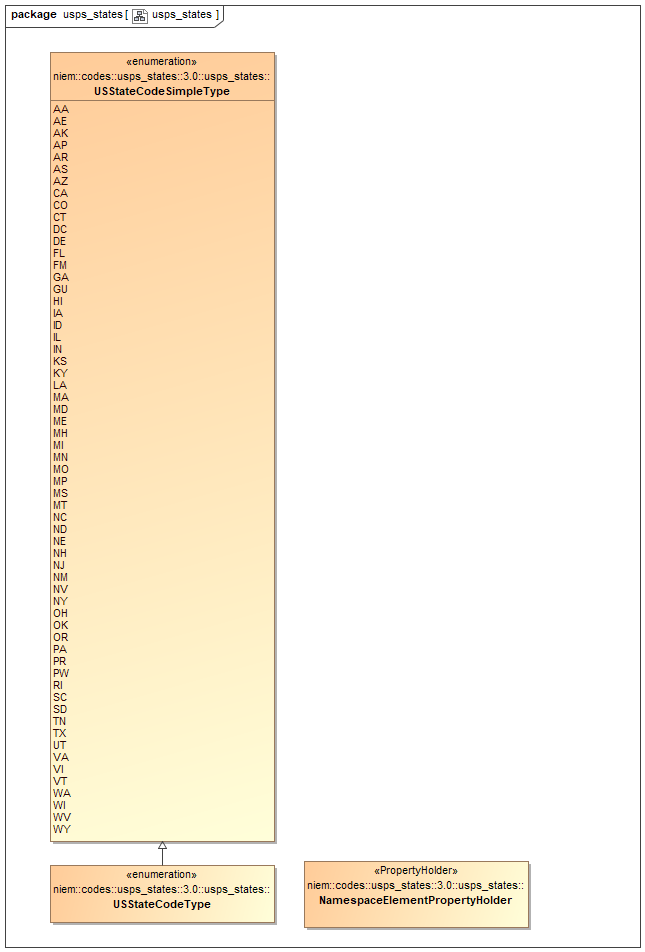 package usps_states [ usps_states ]
«enumeration»
niem::codes::usps_states::3.0::usps_states::
USStateCodeSimpleType
AA
AE
AK
AP
AR
AS
AZ
CA
CO
CT
DC
DE
FL
FM
GA
GU
HI
IA
ID
IL
IN
KS
KY
LA
MA
MD
ME
MH
MI
MN
MO
MP
MS
MT
NC
ND
NE
NH
NJ
NM
NV
NY
OH
OK
OR
PA
PR
PW
RI
SC
SD
TN
TX
UT
VA
VI
VT
WA
WI
WV
WY
«enumeration»
niem::codes::usps_states::3.0::usps_states::
USStateCodeType
«PropertyHolder»
niem::codes::usps_states::3.0::usps_states::
NamespaceElementPropertyHolder